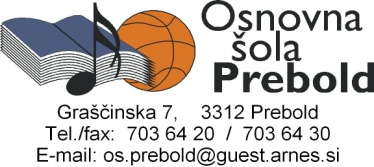 Osnovna
šola
Prebold
Graščinska 7, 3312 Prebold
Tel./fax: 703 64 20 / 703 64 30
E-mail: os.prebold@guest.arnes.si